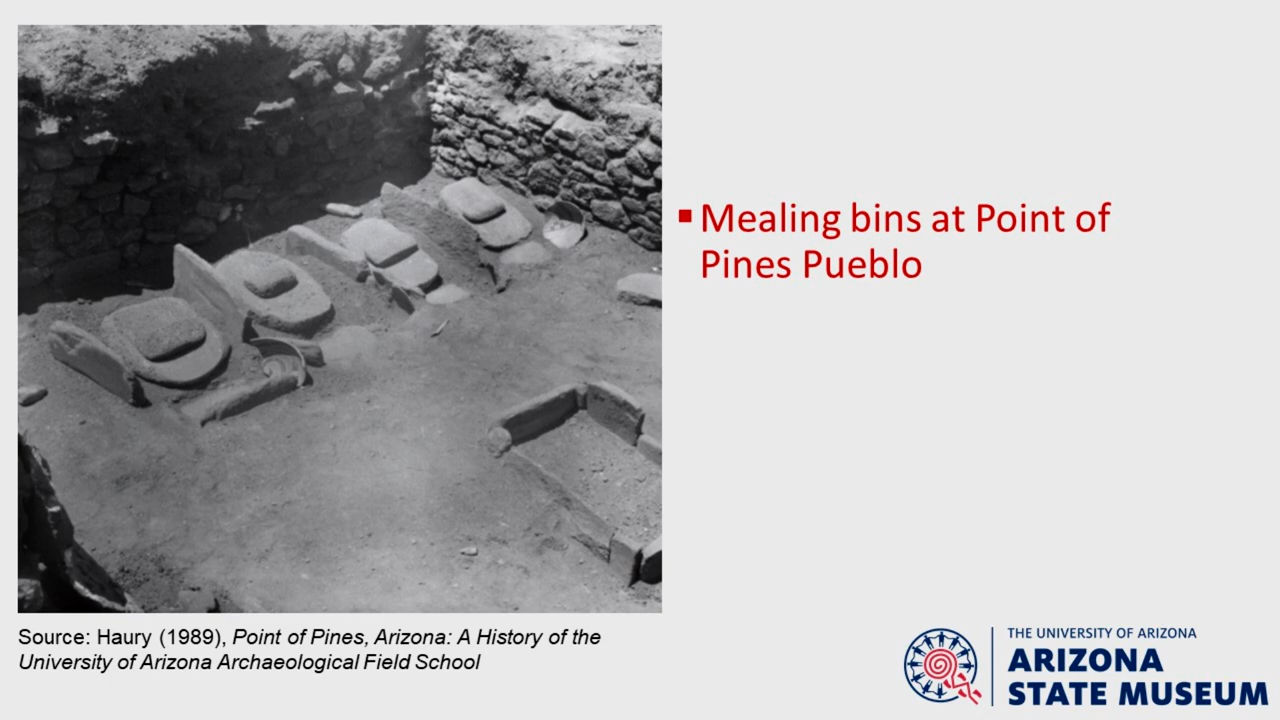 ▪ Mealing bins at Point of
Pines Pueblo
Source: Haury (1989), Point of Pines, Arizona: A History of the
University of Arizona Archaeological Field School
THE UNIVERSITY OF ARIZONA
ARIZONA
STATE MUSEUM